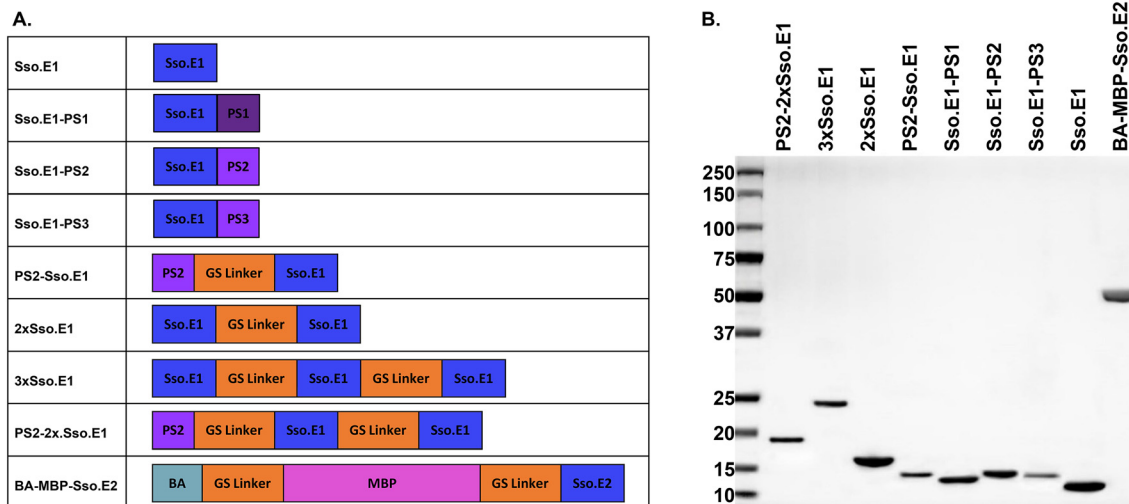 A.
Sso.E1
Sso.E1
Sso.E1-PS1
Sso.E1 PS1
Sso.E1-PS2
Sso.E1 PS2
Sso.E1-PS3
Sso.E1 PS3
PS2-Sso.E1
PS2 GS Linker Sso.E1
2xSso.E1
Sso.E1 GS Linker Sso.E1
3xSso.E1
Sso.E1 GS Linker Sso.E1 GS Linker Sso.E1
PS2-2x.Sso.E1
PS2 GS Linker Sso.E1 GS Linker Sso.E1
BA-MBP-Sso.E2
BA GS Linker MBP GS Linker Sso.E2
B.
PS2-2xSso.E1
3xSso.E1
2xSso.E1
PS2-Sso.E1
Sso.E1-PS1
Sso.E1-PS2
Sso.E1-PS3
Sso.E1
BA-MBP-Sso.E2
250
150
100
75
50
37
25
20
15
10